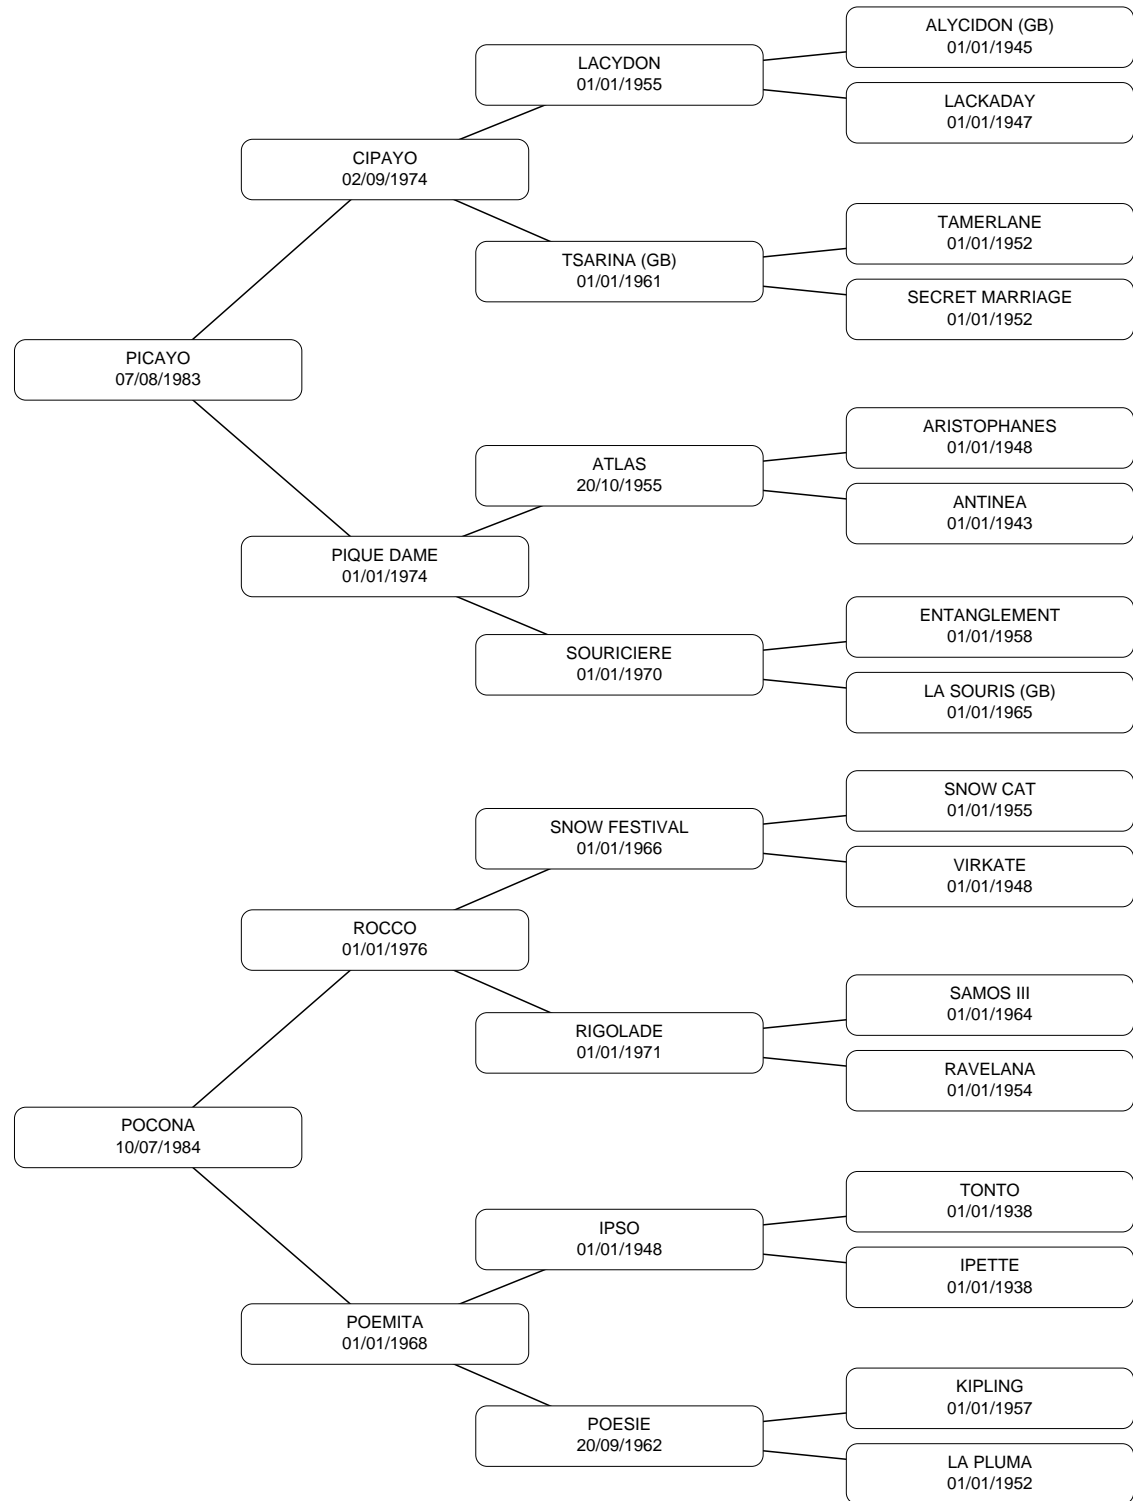 ALYCIDON (GB)
01/01/1945
LACYDON
01/01/1955
LACKADAY
01/01/1947
CIPAYO
02/09/1974
TAMERLANE
01/01/1952
TSARINA (GB)
01/01/1961
SECRET MARRIAGE
01/01/1952
PICAYO
07/08/1983
ARISTOPHANES
01/01/1948
ATLAS
20/10/1955
ANTINEA
01/01/1943
PIQUE DAME
01/01/1974
ENTANGLEMENT
01/01/1958
SOURICIERE
01/01/1970
LA SOURIS (GB)
01/01/1965
SNOW CAT
01/01/1955
SNOW FESTIVAL
01/01/1966
VIRKATE
01/01/1948
ROCCO
01/01/1976
SAMOS III
01/01/1964
RIGOLADE
01/01/1971
RAVELANA
01/01/1954
POCONA
10/07/1984
TONTO
01/01/1938
IPSO
01/01/1948
IPETTE
01/01/1938
POEMITA
01/01/1968
KIPLING
01/01/1957
POESIE
20/09/1962
LA PLUMA
01/01/1952